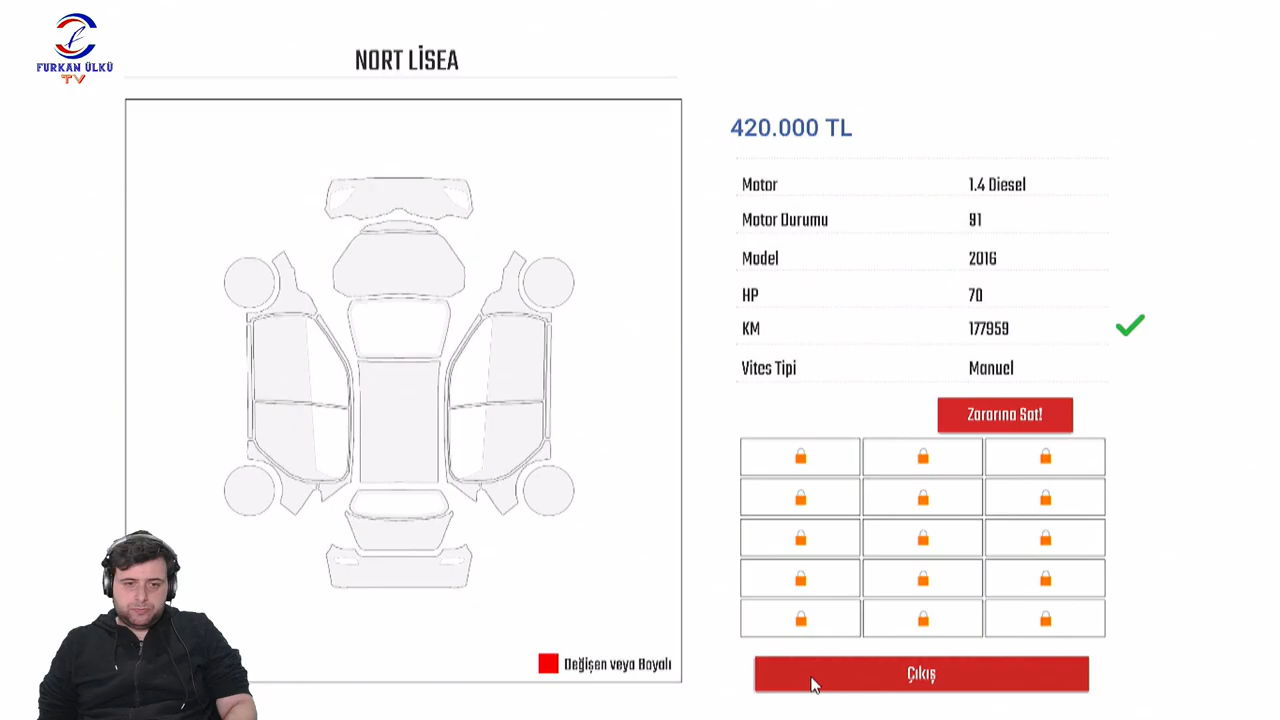 FURKAN ÜLKÜ
TV
NORT LİSEA
420.000 TL
Motor 1.4 Diesel
Motor Durumu 91
Model 2016
HP 70
KM 177959
Vites Tipi Manuel
Zararına Sat!
Değişen veya Boyalı
Çıkış